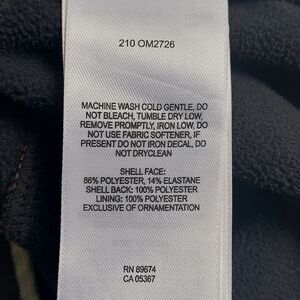 210 OM2726
MACHINE WASH COLD GENTLE, DO
NOT BLEACH, TUMBLE DRY LOW,
REMOVE PROMPTLY, IRON LOW, DO
NOT USE FABRIC SOFTENER, IF
PRESENT DO NOT IRON DECAL, DO
NOT DRYCLEAN
SHELL FACE:
86% POLYESTER, 14% ELASTANE
SHELL BACK: 100% POLYESTER
LINING: 100% POLYESTER
EXCLUSIVE OF ORNAMENTATION
RN 89674
CA 05367